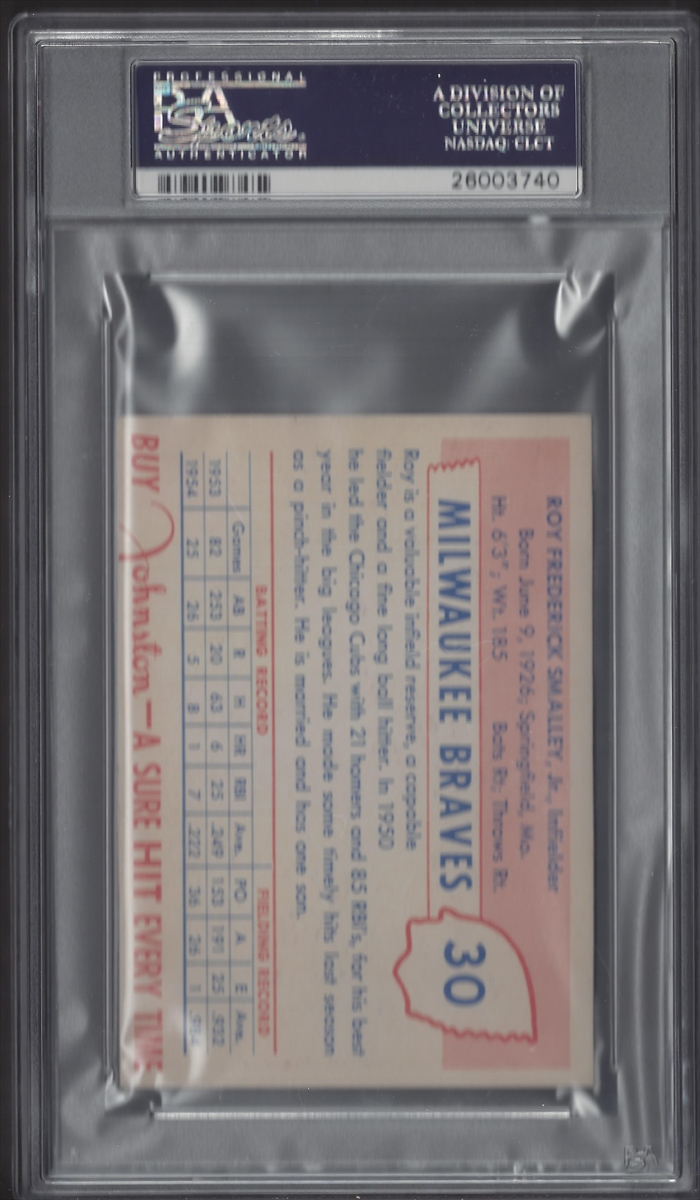 PROFESSIONAL
PSA
Sports
AUTHENTICATOR
A DIVISION OF
COLLECTORS
UNIVERSE
NASDAQ: CLCT
26003740
ROY FREDERICK SMALLEY, Jr., Infielder
Born June 9, 1926; Springfield, Mo.
Ht. 6'3"; Wt. 185 Bats Rt; Throws Rt.
MILWAUKEE BRAVES 30
Roy is a valuable infield reserve, a capable
fielder and a fine long ball hitter. In 1950
he led the Chicago Cubs with 21 homers and 85 RBI's, for his best
year in the big leagues. He made some timely hits last season
as a pinch-hitter. He is married and has one son.
BATTING RECORD FIELDING RECORD
Games AB R H HR RBI Ave. PO A E Ave.
1953 82 253 20 63 6 25 .249 153 191 25 .932
1954 25 26 5 8 1 7 .222 36 26 1 .984
BUY Johnston—A SURE HIT EVERY TIME
PSA